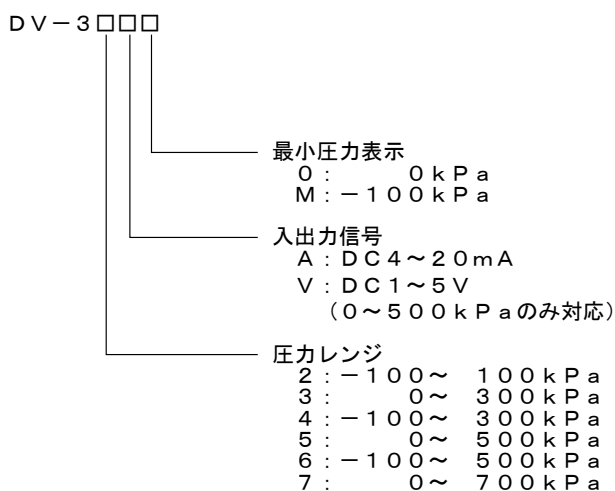 ＤＶ－３□□□
最小圧力表示
０：　　　０ｋＰａ
Ｍ：－１００ｋＰａ
入出力信号
Ａ：ＤＣ４～２０ｍＡ
Ｖ：ＤＣ１～５Ｖ
（０～５００ｋＰａのみ対応）
圧力レンジ
２：－１００～　１００ｋＰａ
３：　　　０～　３００ｋＰａ
４：－１００～　３００ｋＰａ
５：　　　０～　５００ｋＰａ
６：－１００～　５００ｋＰａ
７：　　　０～　７００ｋＰａ